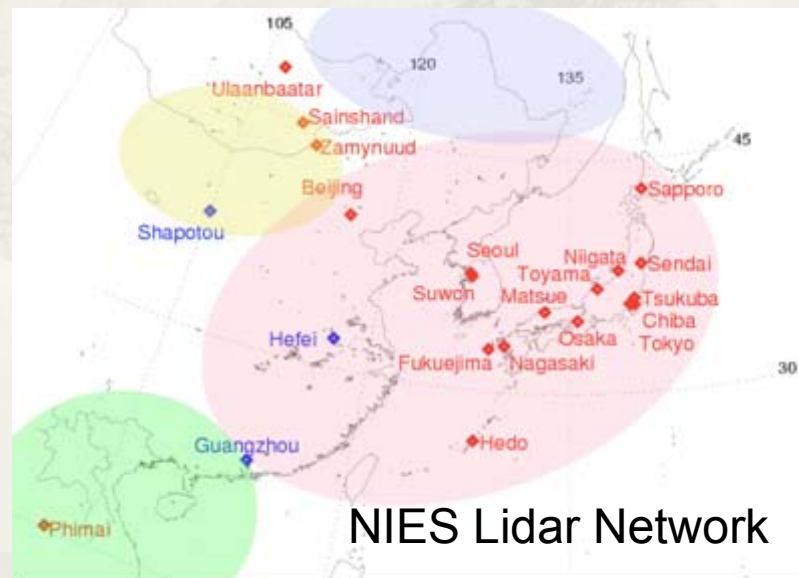 105
120
135
Ulaanbaatar
Sainshand
Zamynuud
45
Beijing
Sapporo
Shapotou
Seoul
Niigata
Sendai
Suwon
Toyama
Matsue
Tsukuba
Chiba
Hefei
Osaka
Tokyo
Fukuejima
Nagasaki
30
Guangzhou
Hedo
Phimai
NIES Lidar Network